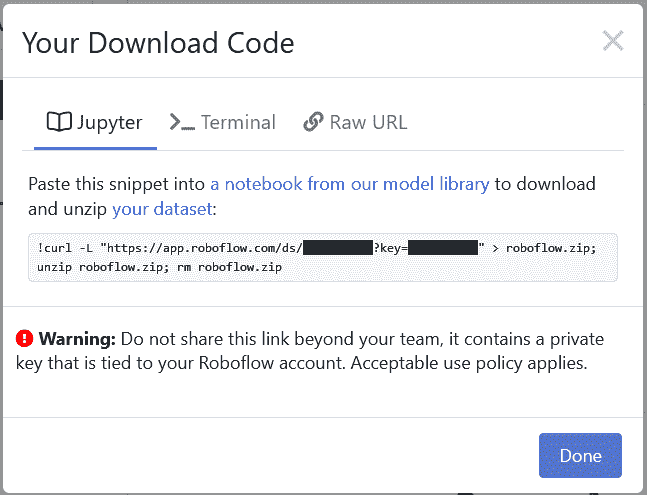 Your Download Code
Jupyter
Terminal
Raw URL
Paste this snippet into a notebook from our model library to download
and unzip your dataset:
!curl -L "https://app.roboflow.com/ds/?key=" > roboflow.zip;
unzip roboflow.zip; rm roboflow.zip
Warning: Do not share this link beyond your team, it contains a private
key that is tied to your Roboflow account. Acceptable use policy applies.
Done